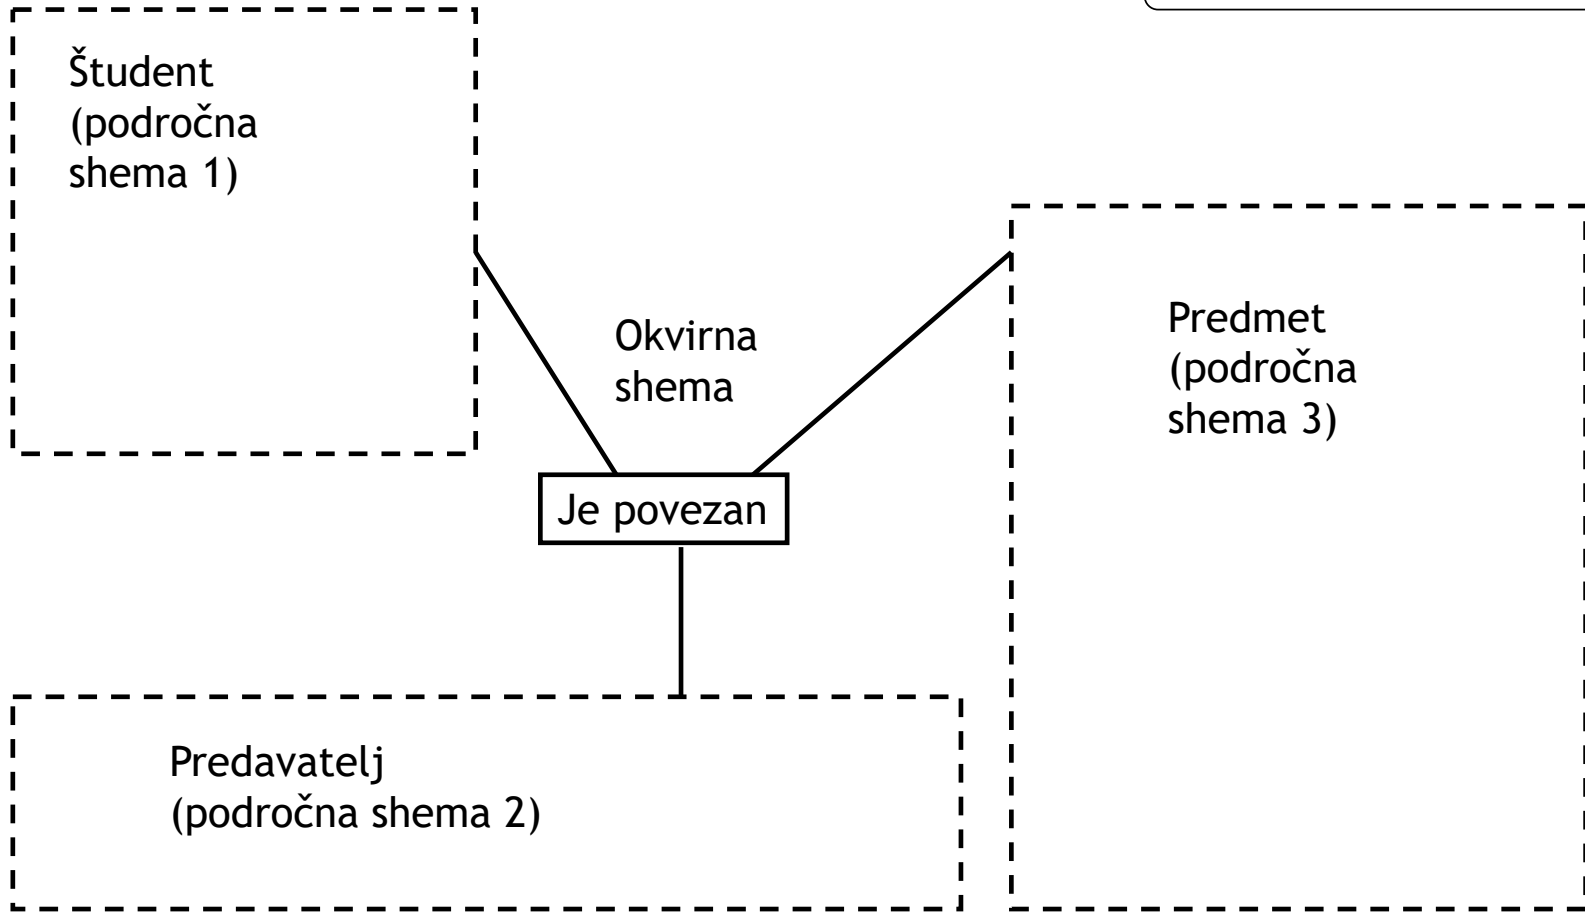 Študent
(področna
shema 1)
Okvirna
shema
Predmet
(področna
shema 3)
Je povezan
Predavatelj
(področna shema 2)